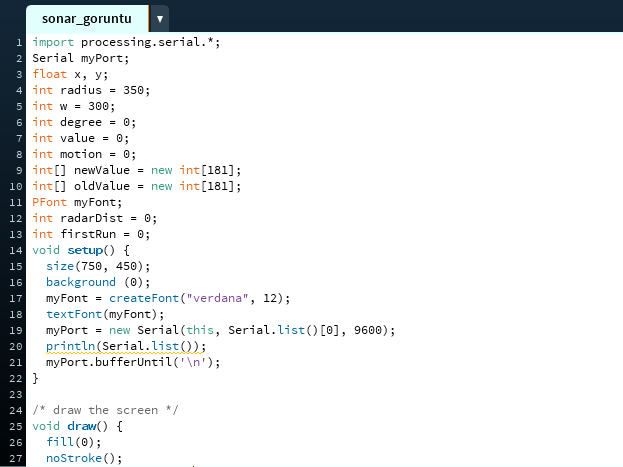 sonar_goruntu ▼
1 import processing.serial.*;
2 Serial myPort;
3 float x, y;
4 int radius = 350;
5 int w = 300;
6 int degree = 0;
7 int value = 0;
8 int motion = 0;
9 int[] newValue = new int[181];
10 int[] oldValue = new int[181];
11 PFont myFont;
12 int radarDist = 0;
13 int firstRun = 0;
14 void setup() {
15   size(750, 450);
16   background (0);
17   myFont = createFont("verdana", 12);
18   textFont(myFont);
19   myPort = new Serial(this, Serial.list()[0], 9600);
20   println(Serial.list());
21   myPort.bufferUntil('\n');
22 }
23
24 /* draw the screen */
25 void draw() {
26   fill(0);
27   noStroke();